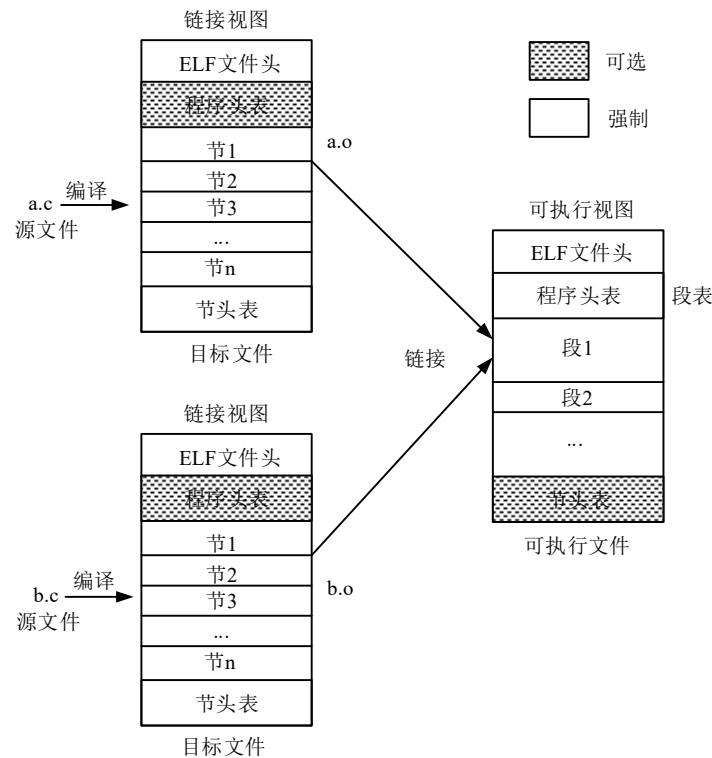 链接视图
ELF文件头
程序头表
节1
节2
节3
...
节n
节头表
目标文件
a.o
a.c
编译
源文件
可选
强制
链接视图
ELF文件头
程序头表
节1
节2
节3
...
节n
节头表
目标文件
b.o
b.c
编译
源文件
链接
可执行视图
ELF文件头
程序头表
段表
段1
段2
...
节头表
可执行文件